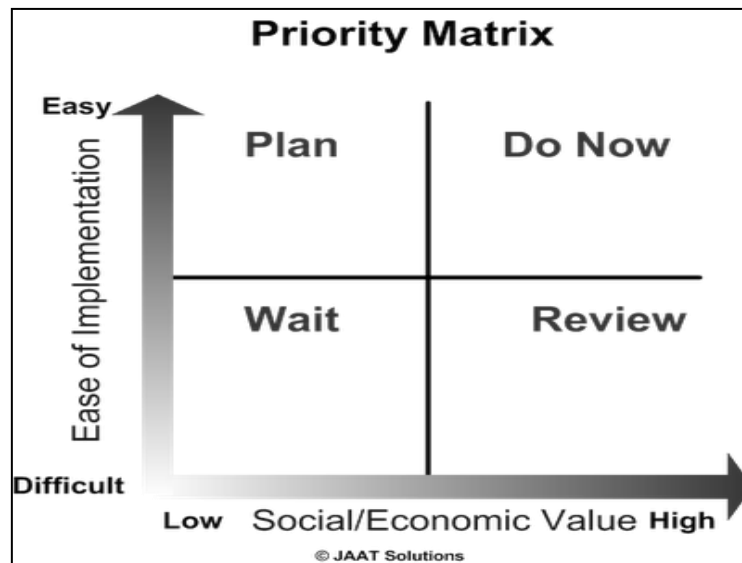 Priority Matrix
Easy
Plan
Do Now
Ease of Implementation
Wait
Review
Difficult
Low
Social/Economic Value
High
© JAAT Solutions